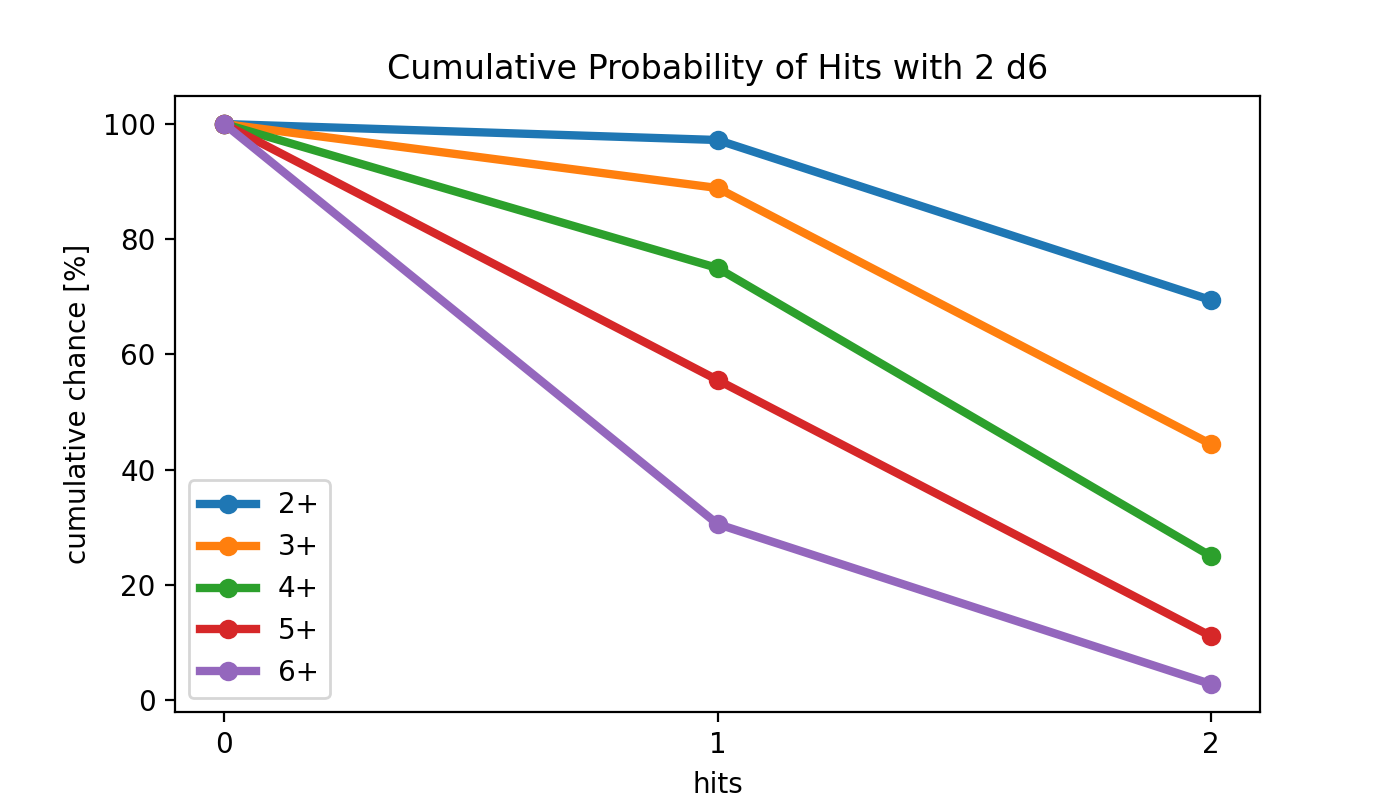 Cumulative Probability of Hits with 2 d6
cumulative chance [%]
100
80
60
40
20
0
2+
3+
4+
5+
6+
0 1 2
hits